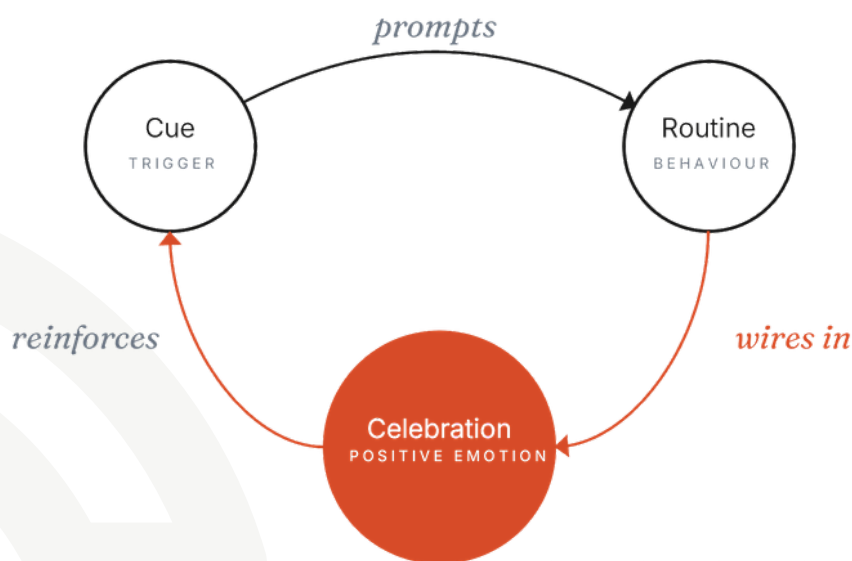 prompts
Cue
TRIGGER
Routine
BEHAVIOUR
reinforces
wires in
Celebration
POSITIVE EMOTION